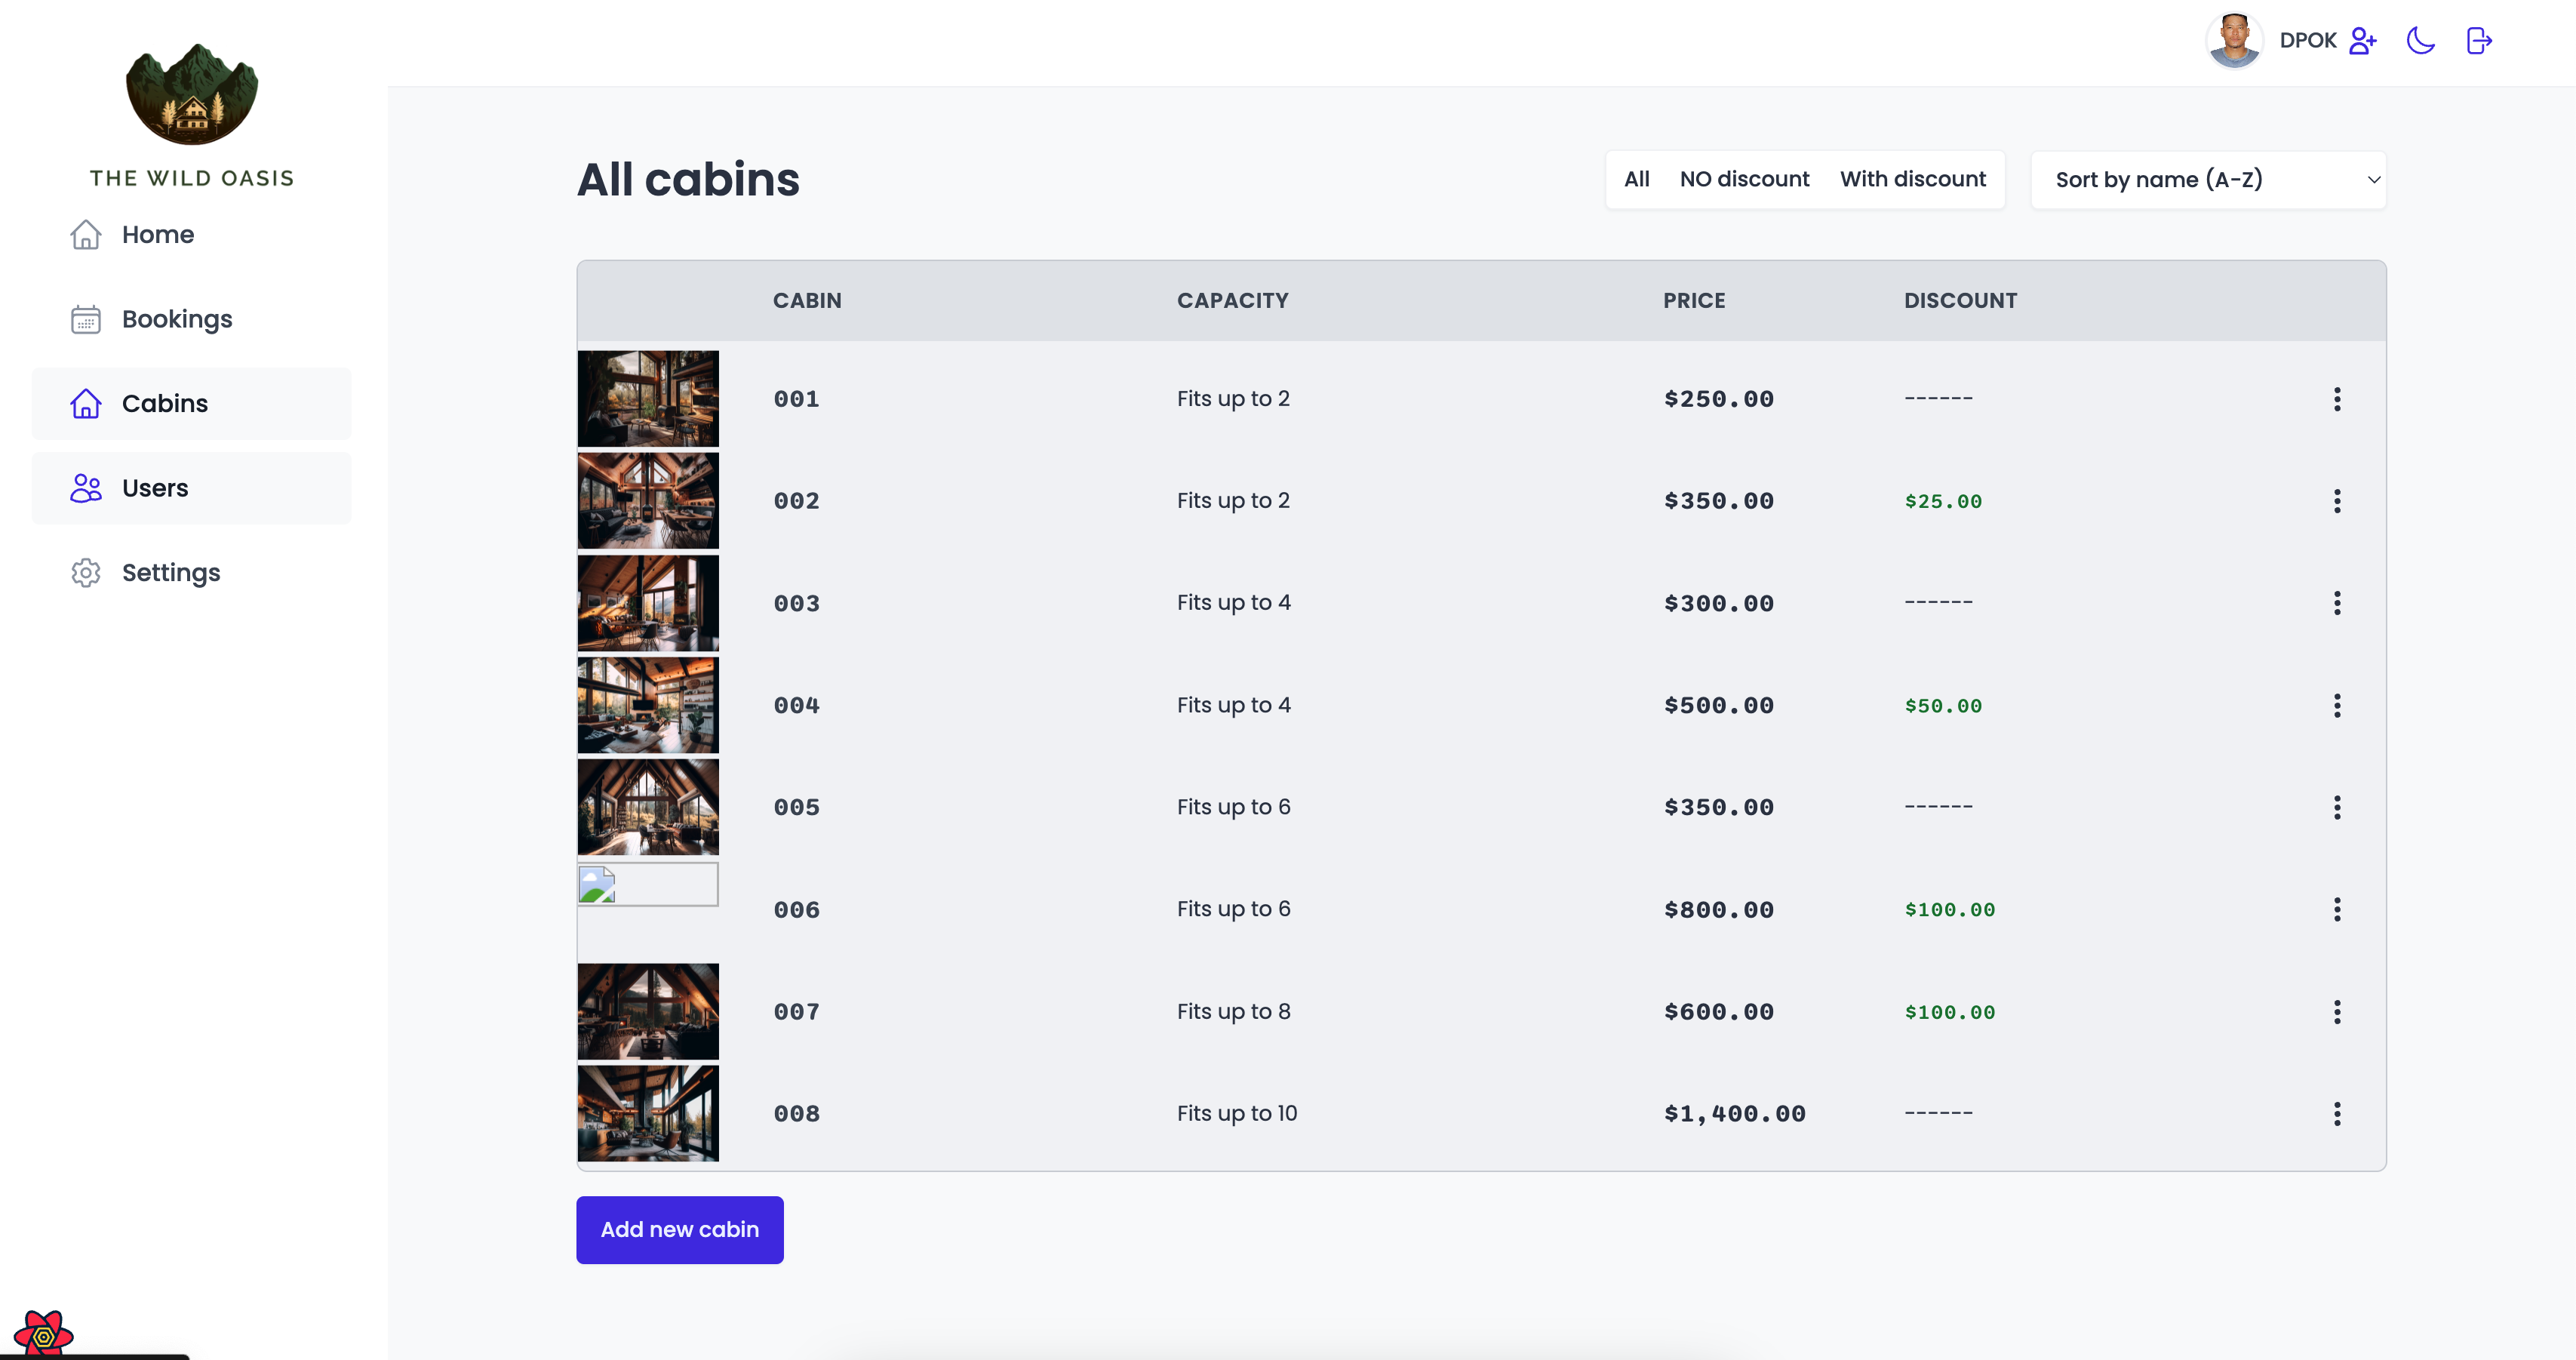 THE WILD OASIS
Home
Bookings
Cabins
Users
Settings
DPOK
All cabins
All NO discount With discount
Sort by name (A-Z)
CABIN CAPACITY PRICE DISCOUNT
001 Fits up to 2 $250.00 ------
002 Fits up to 2 $350.00 $25.00
003 Fits up to 4 $300.00 ------
004 Fits up to 4 $500.00 $50.00
005 Fits up to 6 $350.00 ------
006 Fits up to 6 $800.00 $100.00
007 Fits up to 8 $600.00 $100.00
008 Fits up to 10 $1,400.00 ------
Add new cabin